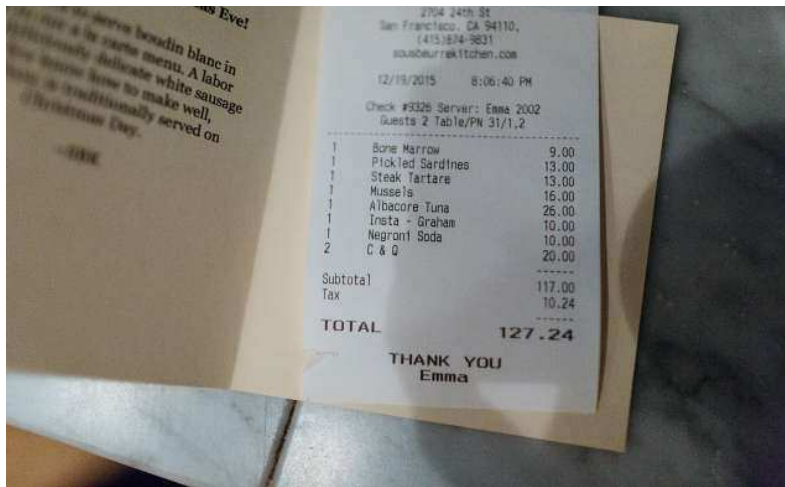 as Eve!
to-serve boudin blanc in
a la carte menu. A labor
delicate white sausage
how to make well,
is traditionally served on
Christmas Day.
2704 24th St
San Francisco, CA 94110,
(415)874-9831
sousbeurrekitchen.com
12/19/2015 8:06:40 PM
Check #9326 Server: Emma 2002
Guests 2 Table/PN 31/1,2
1 Bone Marrow 9.00
1 Pickled Sardines 13.00
1 Steak Tartare 13.00
1 Mussels 16.00
1 Albacore Tuna 26.00
1 Insta - Graham 10.00
1 Negroni Soda 10.00
2 C & Q 20.00
Subtotal 117.00
Tax 10.24
TOTAL 127.24
THANK YOU
Emma